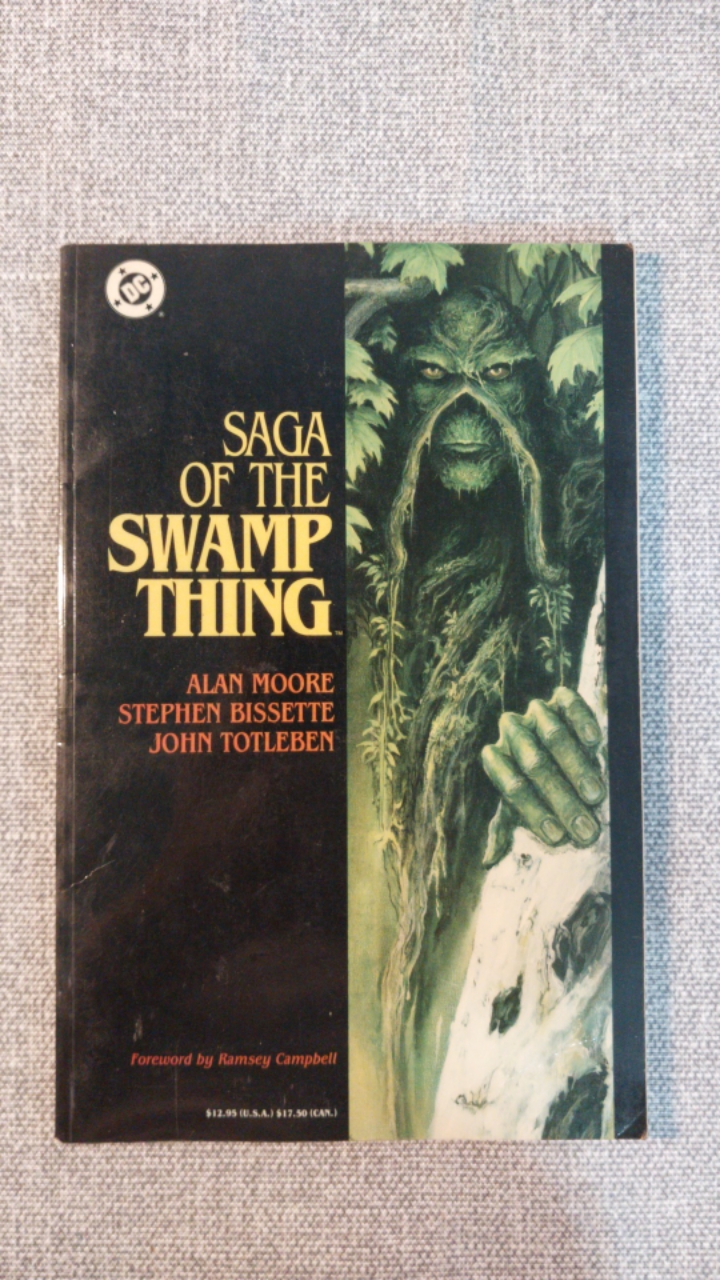 DC
SAGA
OF THE
SWAMP
THING™
ALAN MOORE
STEPHEN BISSETTE
JOHN TOTLEBEN
Foreword by Ramsey Campbell
$12.95 (U.S.A.) $17.50 (CAN.)